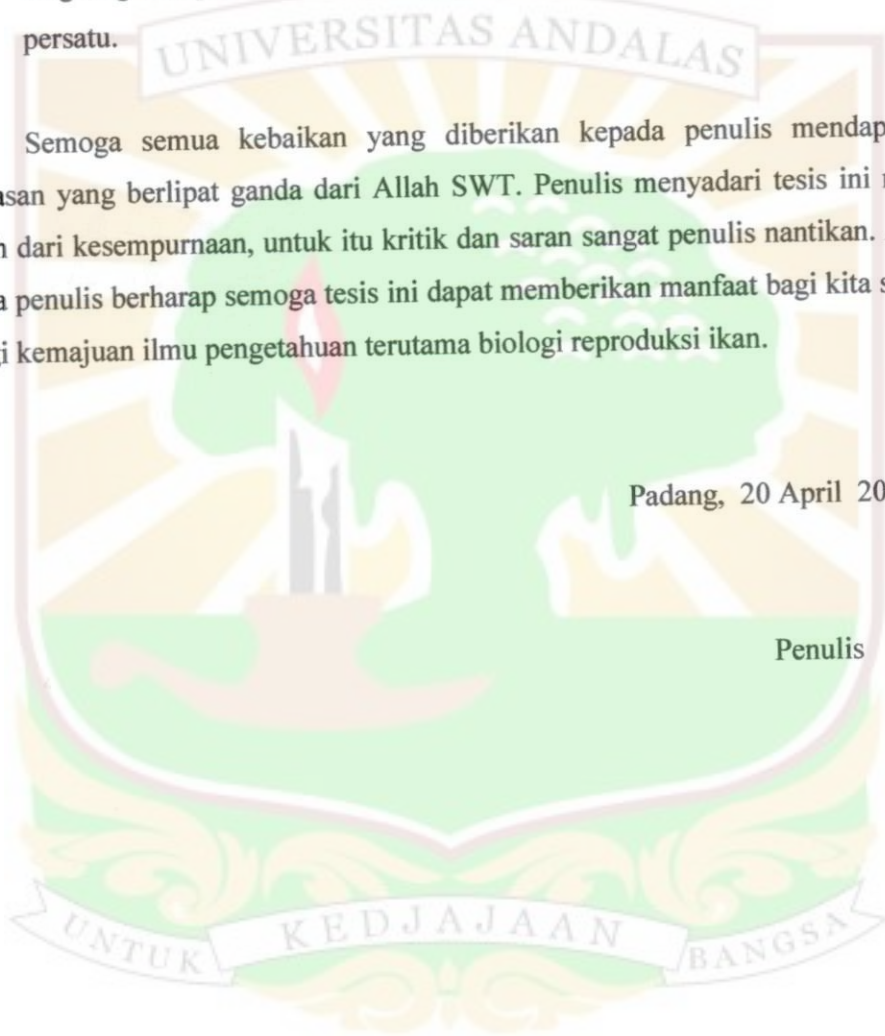 persatu.
UNIVERSITAS ANDALAS
Semoga semua kebaikan yang diberikan kepada penulis mendap
asan yang berlipat ganda dari Allah SWT. Penulis menyadari tesis ini
dari kesempurnaan, untuk itu kritik dan saran sangat penulis nantikan.
penulis berharap semoga tesis ini dapat memberikan manfaat bagi kita
kemajuan ilmu pengetahuan terutama biologi reproduksi ikan.
Padang, 20 April 20
Penulis
UNTUK KEDJAJAAN BANGSA